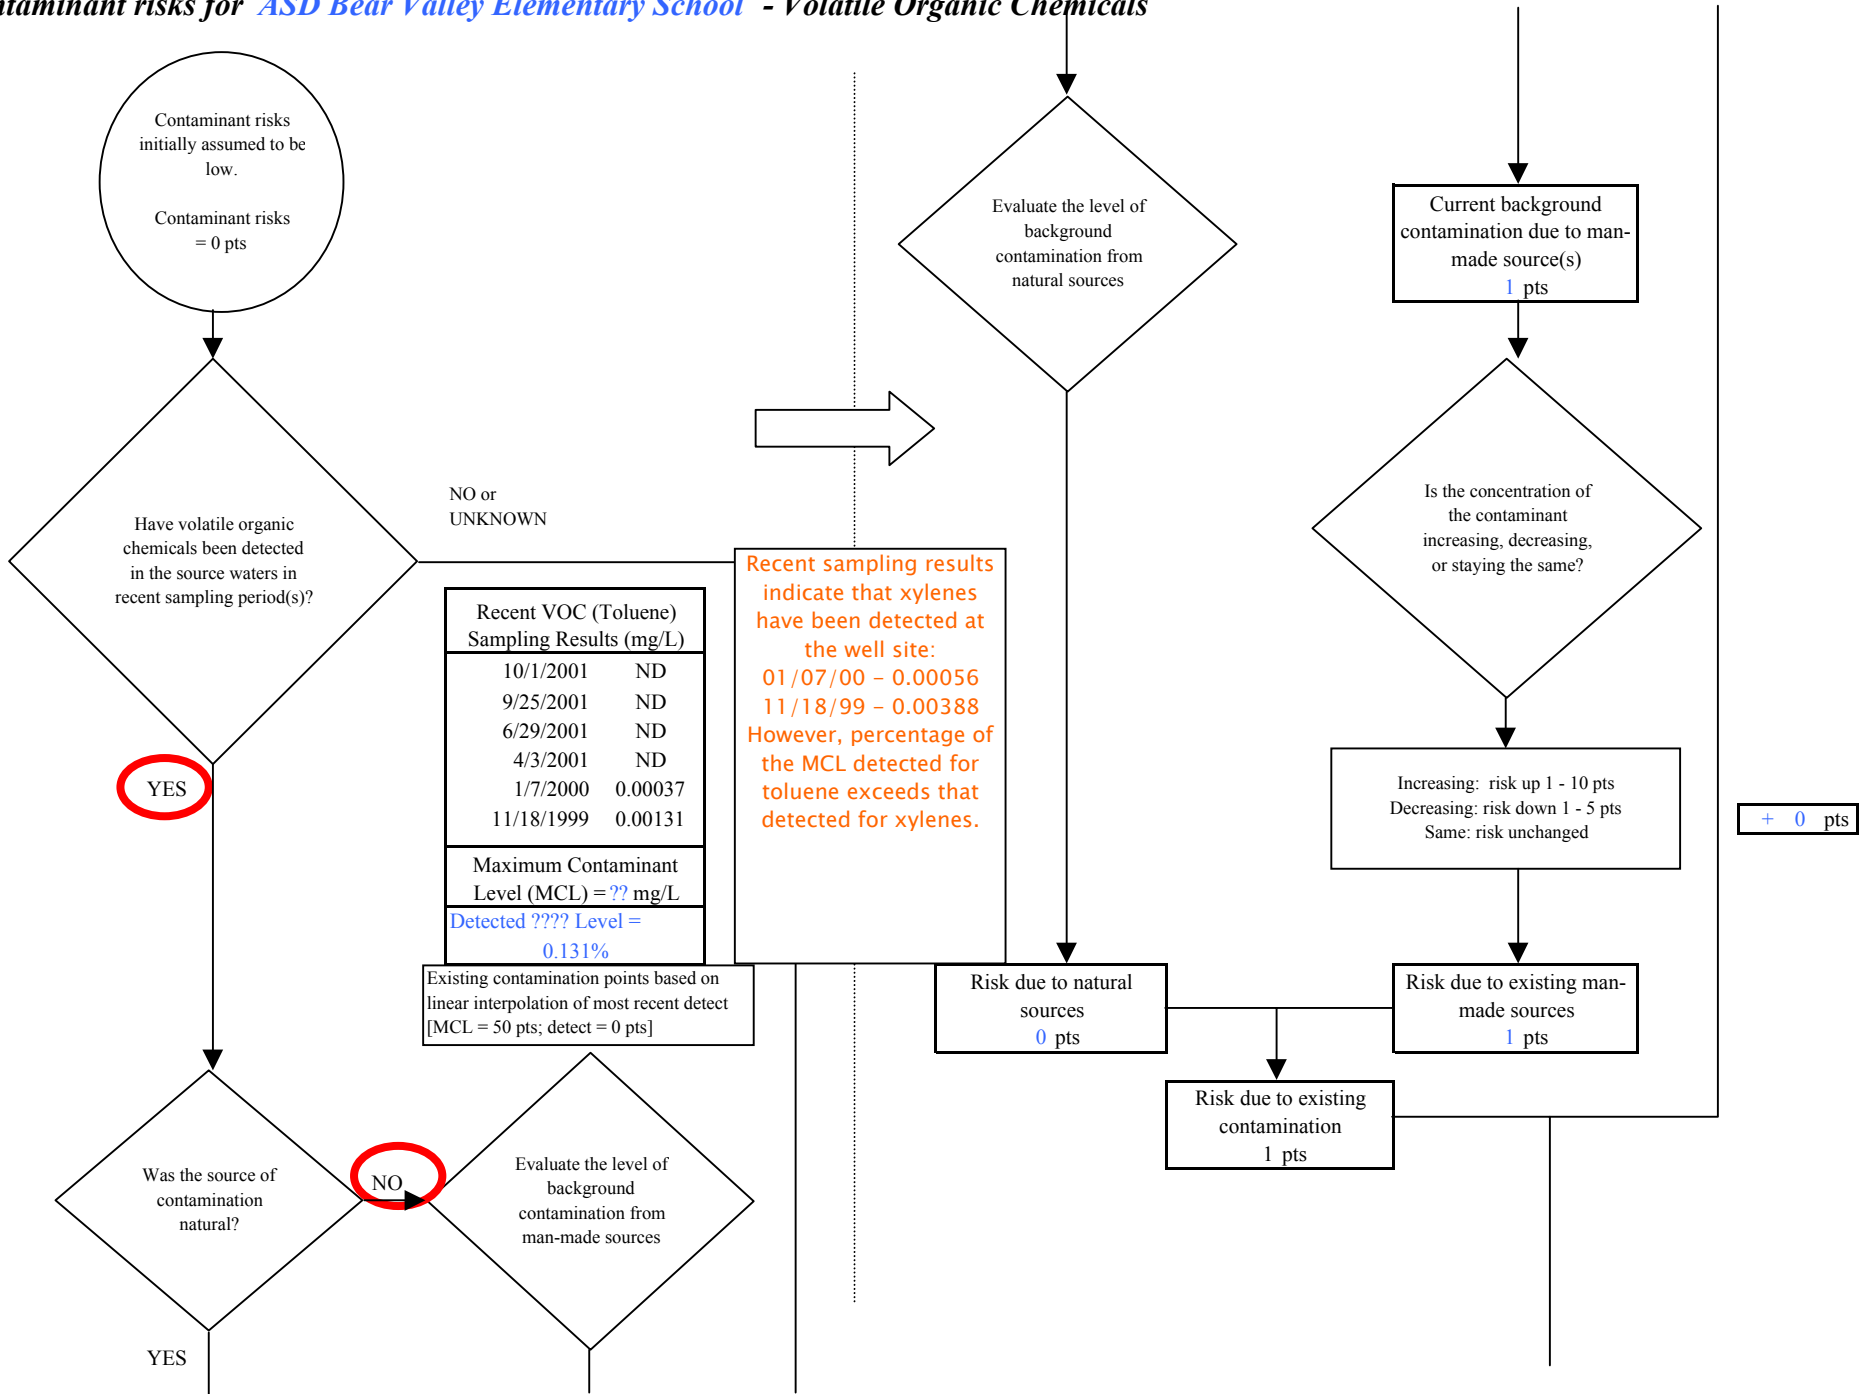 ntaminant risks for ASD Bear Valley Elementary School - Volatile Organic Chemicals
Contaminant risks
initially assumed to be
low.
Contaminant risks
= 0 pts
Have volatile organic
chemicals been detected
in the source waters in
recent sampling period(s)?
NO or
UNKNOWN
YES
Recent VOC (Toluene)
Sampling Results (mg/L)
10/1/2001 ND
9/25/2001 ND
6/29/2001 ND
4/3/2001 ND
1/7/2000 0.00037
11/18/1999 0.00131
Maximum Contaminant
Level (MCL) = ?? mg/L
Detected ???? Level =
0.131%
Existing contamination points based on
linear interpolation of most recent detect
[MCL = 50 pts; detect = 0 pts]
Recent sampling results
indicate that xylenes
have been detected at
the well site:
01/07/00 – 0.00056
11/18/99 – 0.00388
However, percentage of
the MCL detected for
toluene exceeds that
detected for xylenes.
Was the source of
contamination
natural?
NO
YES
Evaluate the level of
background
contamination from
man-made sources
Evaluate the level of
background
contamination from
natural sources
Risk due to natural
sources
0 pts
Current background
contamination due to man-
made source(s)
1 pts
Is the concentration of
the contaminant
increasing, decreasing,
or staying the same?
Increasing: risk up 1 - 10 pts
Decreasing: risk down 1 - 5 pts
Same: risk unchanged
+ 0 pts
Risk due to existing man-
made sources
1 pts
Risk due to existing
contamination
1 pts